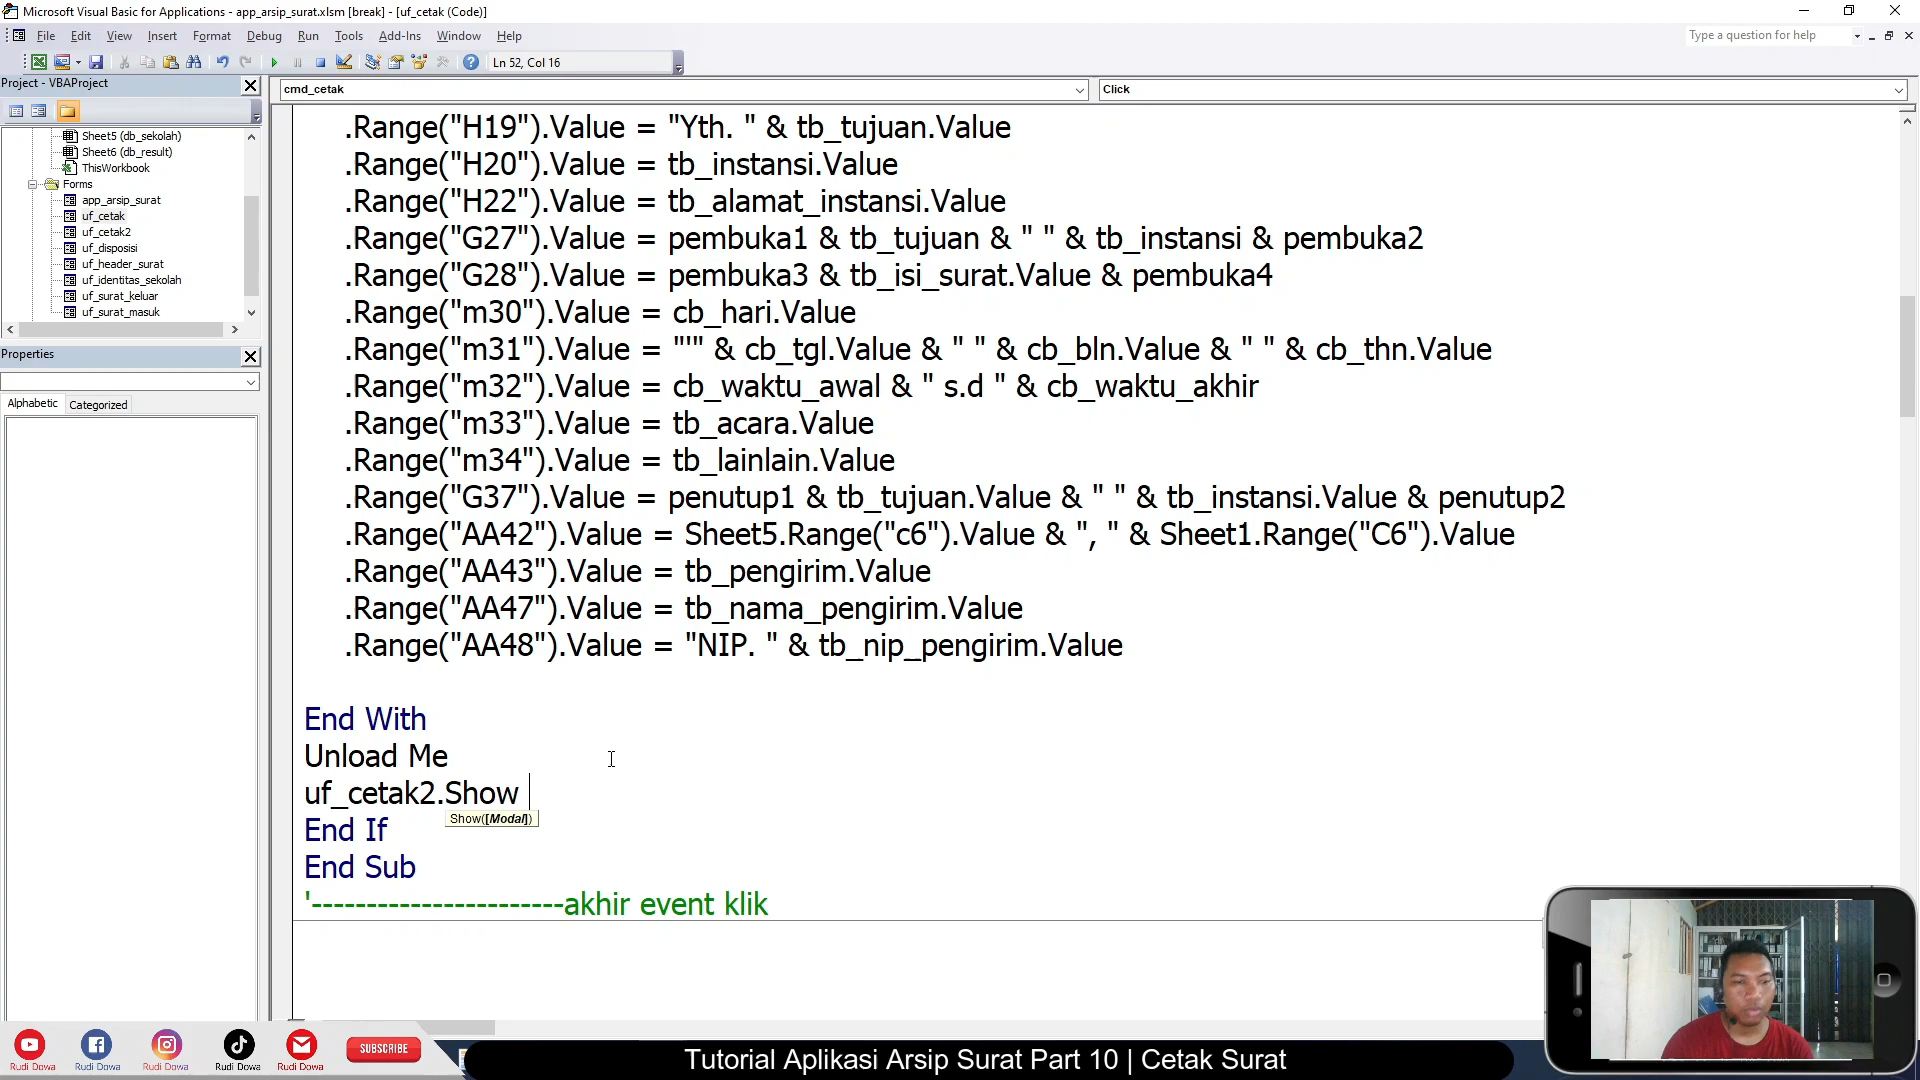 Microsoft Visual Basic for Applications - app_arsip_surat.xlsm [break] - [uf_cetak (Code)]
File Edit View Insert Format Debug Run Tools Add-Ins Window Help
Type a question for help
Ln 52, Col 16
Project - VBAProject
cmd_cetak
Click
Sheet5 (db_sekolah)
Sheet6 (db_result)
ThisWorkbook
Forms
app_arsip_surat
uf_cetak
uf_cetak2
uf_disposisi
uf_header_surat
uf_identitas_sekolah
uf_surat_keluar
uf_surat_masuk
Properties
Alphabetic Categorized
.Range("H19").Value = "Yth. " & tb_tujuan.Value
.Range("H20").Value = tb_instansi.Value
.Range("H22").Value = tb_alamat_instansi.Value
.Range("G27").Value = pembuka1 & tb_tujuan & " " & tb_instansi & pembuka2
.Range("G28").Value = pembuka3 & tb_isi_surat.Value & pembuka4
.Range("m30").Value = cb_hari.Value
.Range("m31").Value = "'" & cb_tgl.Value & " " & cb_bln.Value & " " & cb_thn.Value
.Range("m32").Value = cb_waktu_awal & " s.d " & cb_waktu_akhir
.Range("m33").Value = tb_acara.Value
.Range("m34").Value = tb_lainlain.Value
.Range("G37").Value = penutup1 & tb_tujuan.Value & " " & tb_instansi.Value & penutup2
.Range("AA42").Value = Sheet5.Range("c6").Value & ", " & Sheet1.Range("C6").Value
.Range("AA43").Value = tb_pengirim.Value
.Range("AA47").Value = tb_nama_pengirim.Value
.Range("AA48").Value = "NIP. " & tb_nip_pengirim.Value
End With
Unload Me
uf_cetak2.Show
Show([Modal])
End If
End Sub
'-----------------------akhir event klik
Rudi Dowa
Rudi Dowa
Rudi Dowa
Rudi Dowa
Rudi Dowa
SUBSCRIBE
Tutorial Aplikasi Arsip Surat Part 10 | Cetak Surat